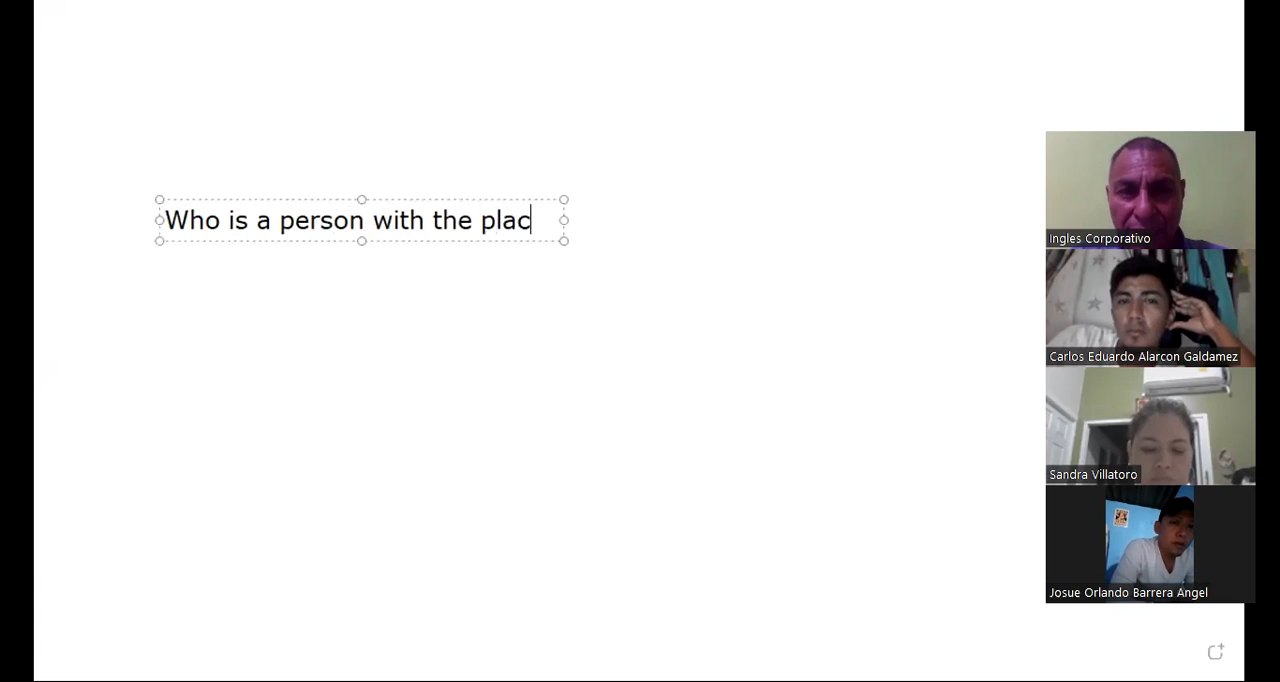 Who is a person with the plac
Ingles Corporativo
Carlos Eduardo Alarcon Galdamez
Sandra Villatoro
Josue Orlando Barrera Angel